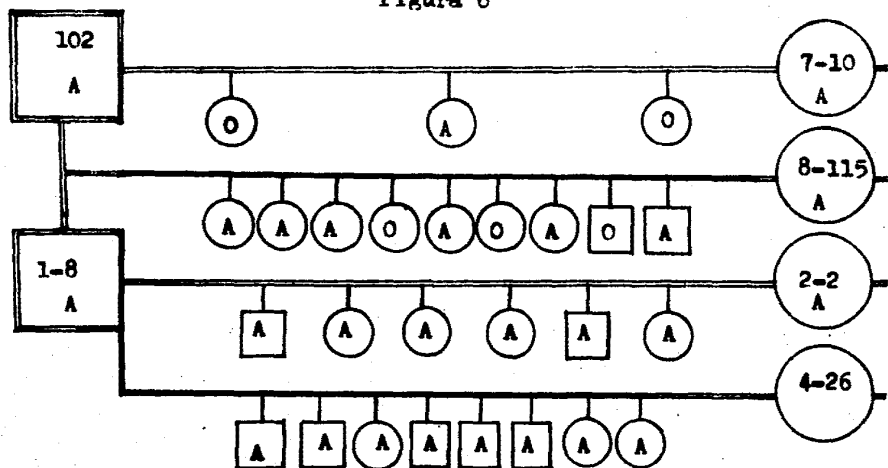 Figura 6
102 7-10
A A
O A O
8-115
A
A A A O A O A O A
1-8 2-2
A A
A A A A A A
4-26
A A A A A A A A